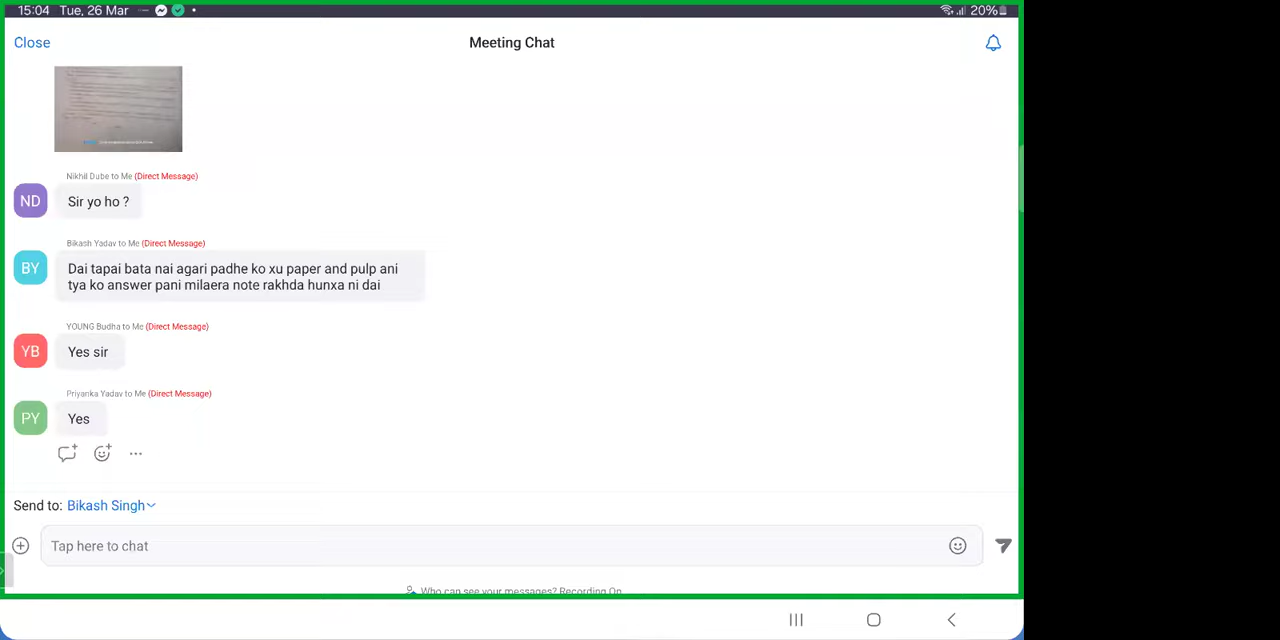 15:04 Tue, 26 Mar
20%
Close
Meeting Chat
Nikhil Dube to Me (Direct Message)
ND
Sir yo ho ?
Bikash Yadav to Me (Direct Message)
BY
Dai tapai bata nai agari padhe ko xu paper and pulp ani
tya ko answer pani milaera note rakhda hunxa ni dai
YOUNG Budha to Me (Direct Message)
YB
Yes sir
Priyanka Yadav to Me (Direct Message)
PY
Yes
Send to: Bikash Singh
Tap here to chat
Who can see your messages? Recording On